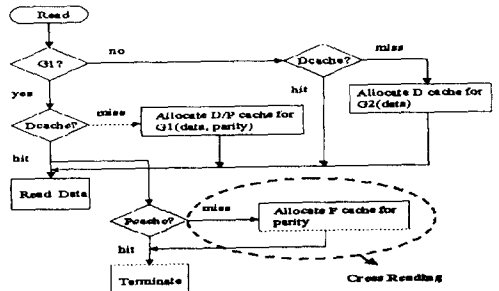 Read
G1?
no
Dcache?
miss
hit
Allocate D cache for
G2(data)
yes
Dcache?
miss
Allocate D/P cache for
G1(data, parity)
hit
Read Data
Pcache?
miss
Allocate P cache for
parity
hit
Terminate
Cross Reading